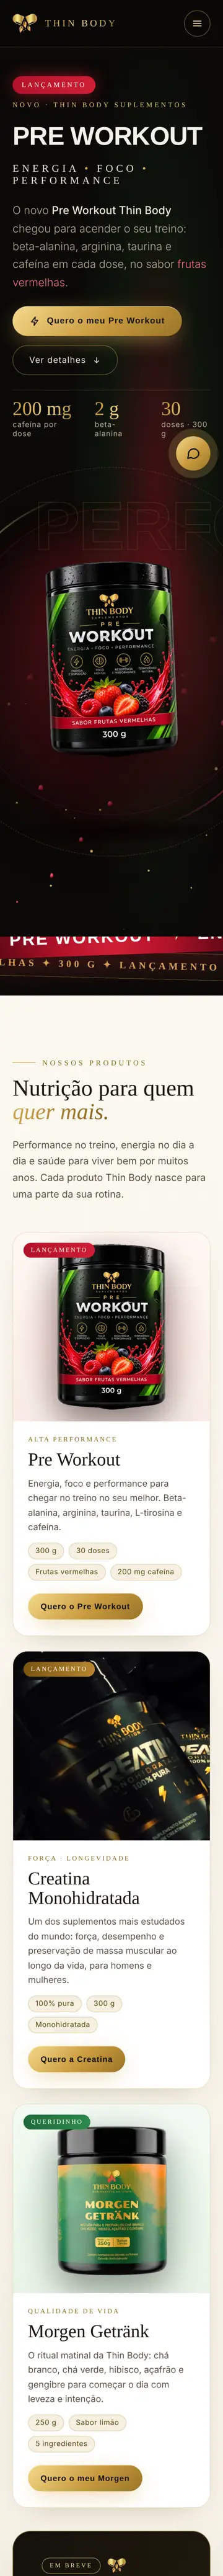 THIN BODY
LANÇAMENTO
NOVO · THIN BODY SUPLEMENTOS
PRE WORKOUT
ENERGIA • FOCO •
PERFORMANCE
O novo Pre Workout Thin Body
chegou para acender o seu treino:
beta-alanina, arginina, taurina e
cafeína em cada dose, no sabor frutas
vermelhas.
Quero o meu Pre Workout
Ver detalhes ↓
200 mg
cafeína por
dose
2 g
beta-
alanina
30
doses · 300
g
PERF
THIN BODY
PRE
WORKOUT
ENERGIA • FOCO • PERFORMANCE
SABOR FRUTAS VERMELHAS
300 g
PRE WORKOUT
LHAS ✦ 300 G ✦ LANÇAMENTO
NOSSOS PRODUTOS
Nutrição para quem
quer mais.
Performance no treino, energia no dia a
dia e saúde para viver bem por muitos
anos. Cada produto Thin Body nasce para
uma parte da sua rotina.
LANÇAMENTO
THIN BODY
PRE
WORKOUT
ENERGIA • FOCO • PERFORMANCE
SABOR FRUTAS VERMELHAS
300 g
ALTA PERFORMANCE
Pre Workout
Energia, foco e performance para
chegar no treino no seu melhor. Beta-
alanina, arginina, taurina, L-tirosina e
cafeína.
300 g
30 doses
Frutas vermelhas
200 mg cafeína
Quero o Pre Workout
LANÇAMENTO
THIN BODY
CREATIN
100% PURA
FORÇA · LONGEVIDADE
Creatina
Monohidratada
Um dos suplementos mais estudados
do mundo: força, desempenho e
preservação de massa muscular ao
longo da vida, para homens e
mulheres.
100% pura
300 g
Monohidratada
Quero a Creatina
QUERIDINHO
THIN BODY
MORGEN
GETRÄNK
250g
QUALIDADE DE VIDA
Morgen Getränk
O ritual matinal da Thin Body: chá
branco, chá verde, hibisco, açafrão e
gengibre para começar o dia com
leveza e intenção.
250 g
Sabor limão
5 ingredientes
Quero o meu Morgen
EM BREVE